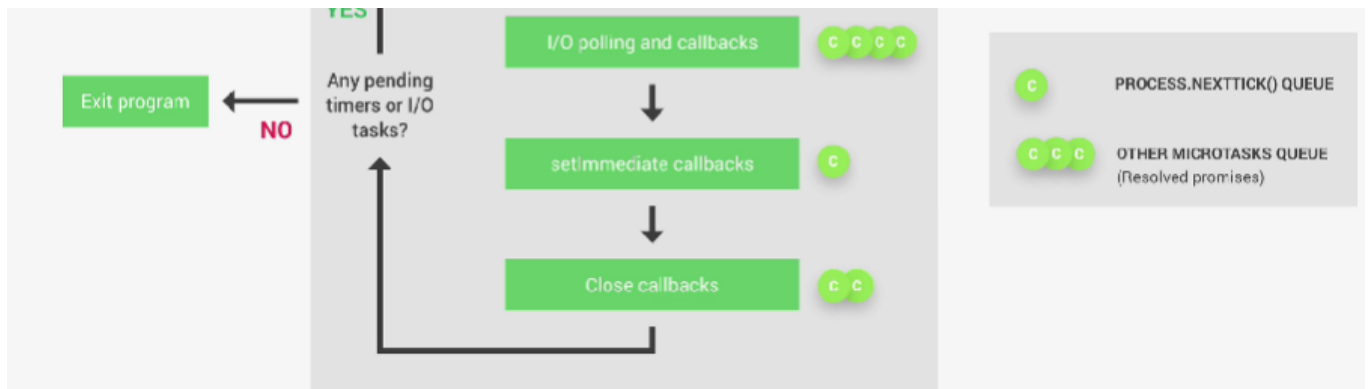 YES
I/O polling and callbacks
C C C C
Any pending
timers or I/O
tasks?
Exit program
NO
setImmediate callbacks
C
Close callbacks
C C
C
PROCESS.NEXTTICK() QUEUE
C C C
OTHER MICROTASKS QUEUE
(Resolved promises)